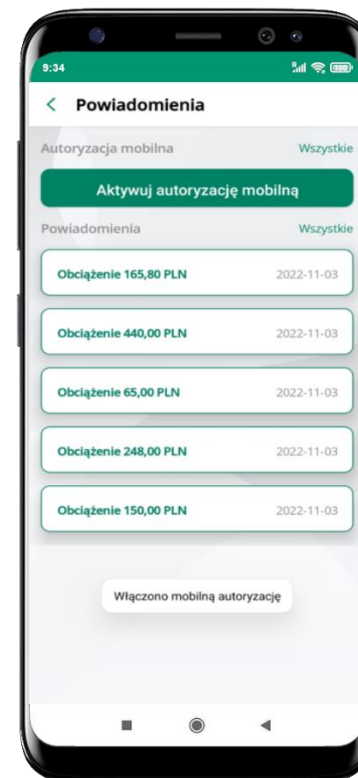 9:34
Powiadomienia
Autoryzacja mobilna Wszystkie
Aktywuj autoryzację mobilną
Powiadomienia Wszystkie
Obciążenie 165,80 PLN 2022-11-03
Obciążenie 440,00 PLN 2022-11-03
Obciążenie 65,00 PLN 2022-11-03
Obciążenie 248,00 PLN 2022-11-03
Obciążenie 150,00 PLN 2022-11-03
Włączono mobilną autoryzację